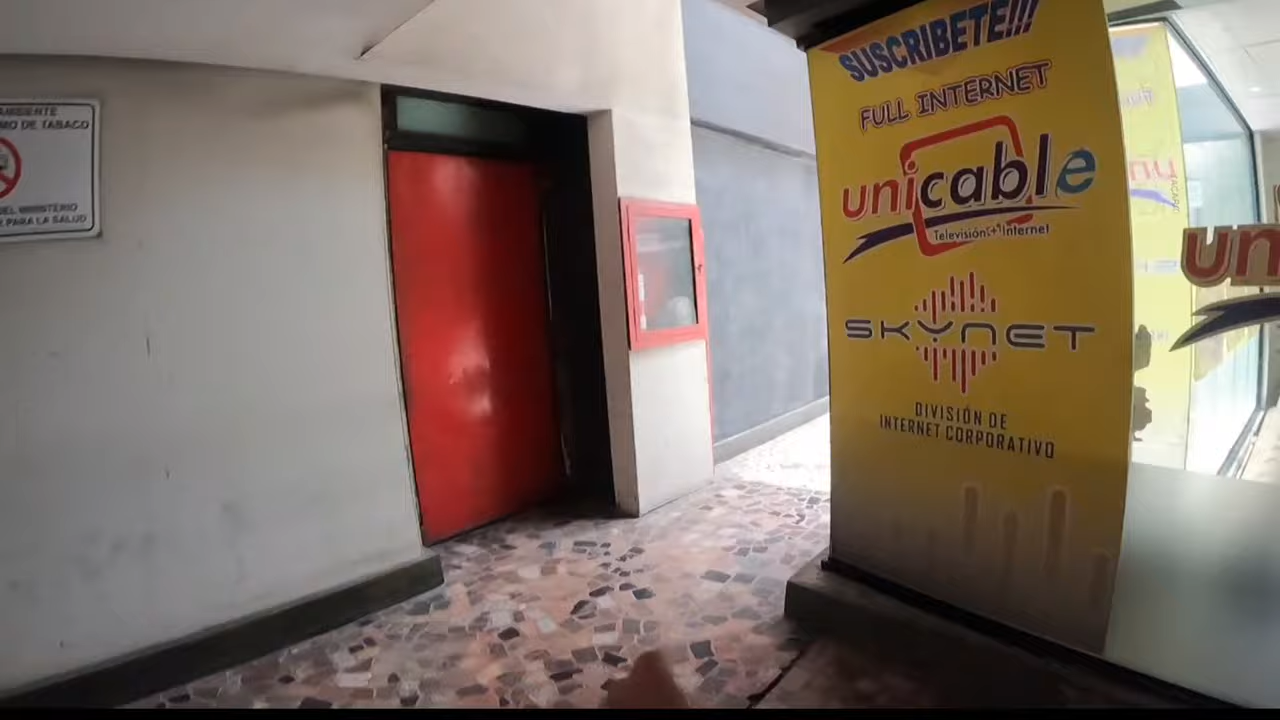 AMBIENTE
DE TABACO
DEL MINISTERIO
PARA LA SALUD
SUSCRIBETE!!!
FULL INTERNET
unicable
Televisión+Internet
SKYNET
DIVISIÓN DE
INTERNET CORPORATIVO
un